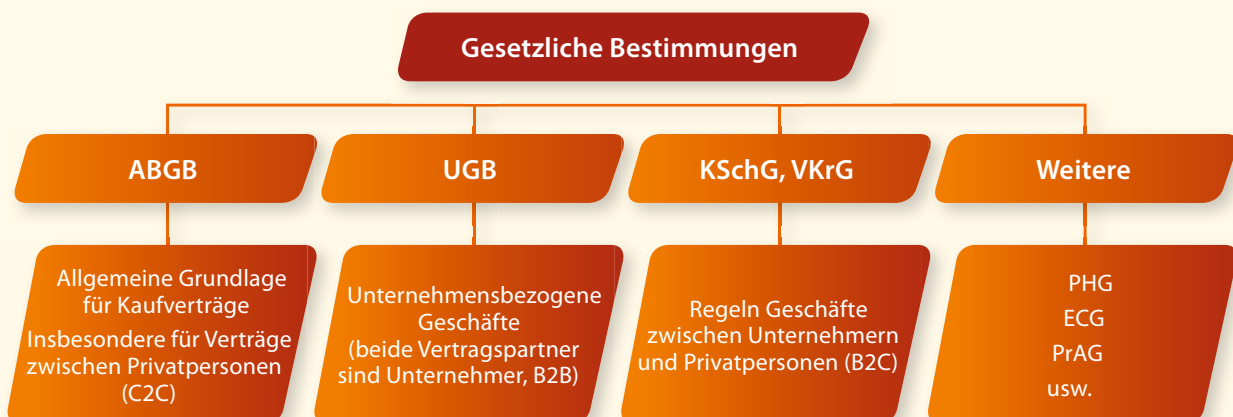 Gesetzliche Bestimmungen
ABGB
UGB
KSchG, VKrG
Weitere
Allgemeine Grundlage
für Kaufverträge
Insbesondere für Verträge
zwischen Privatpersonen
(C2C)
Unternehmensbezogene
Geschäfte
(beide Vertragspartner
sind Unternehmer, B2B)
Regeln Geschäfte
zwischen Unternehmern
und Privatpersonen (B2C)
PHG
ECG
PrAG
usw.